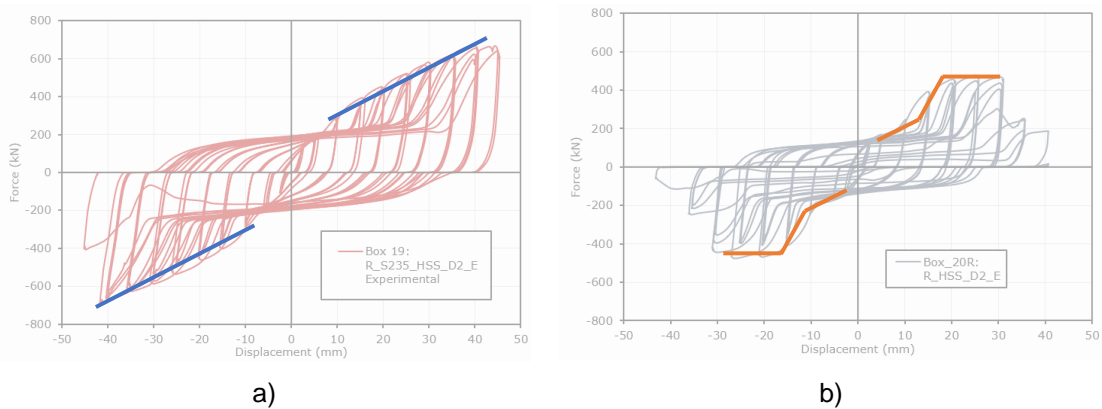 800
600
400
200
0
-200
-400
-600
-800
Force (kN)
-50 -40 -30 -20 -10 0 10 20 30 40 50
Displacement (mm)
Box 19:
R_S235_HSS_D2_E
Experimental
a)
800
600
400
200
0
-200
-400
-600
-800
Force (kN)
-50 -40 -30 -20 -10 0 10 20 30 40 50
Displacement (mm)
Box_20R:
R_HSS_D2_E
b)